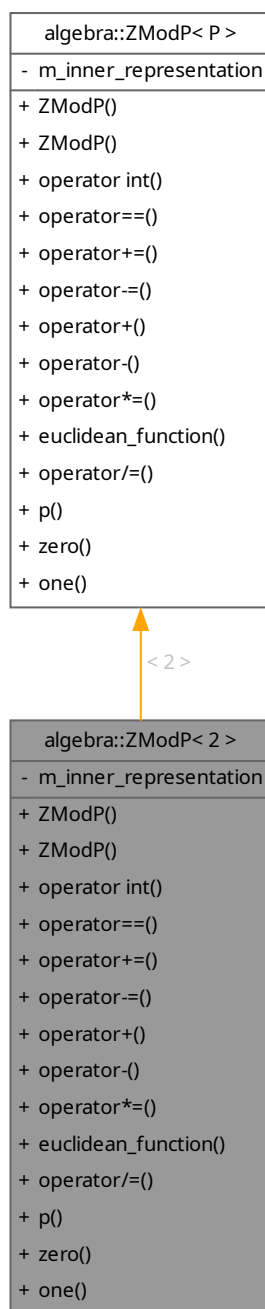 algebra::ZModP< P >
- m_inner_representation
+ ZModP()
+ ZModP()
+ operator int()
+ operator==()
+ operator+=()
+ operator-=()
+ operator+()
+ operator-()
+ operator*=()
+ euclidean_function()
+ operator/=()
+ p()
+ zero()
+ one()
< 2 >
algebra::ZModP< 2 >
- m_inner_representation
+ ZModP()
+ ZModP()
+ operator int()
+ operator==()
+ operator+=()
+ operator-=()
+ operator+()
+ operator-()
+ operator*=()
+ euclidean_function()
+ operator/=()
+ p()
+ zero()
+ one()